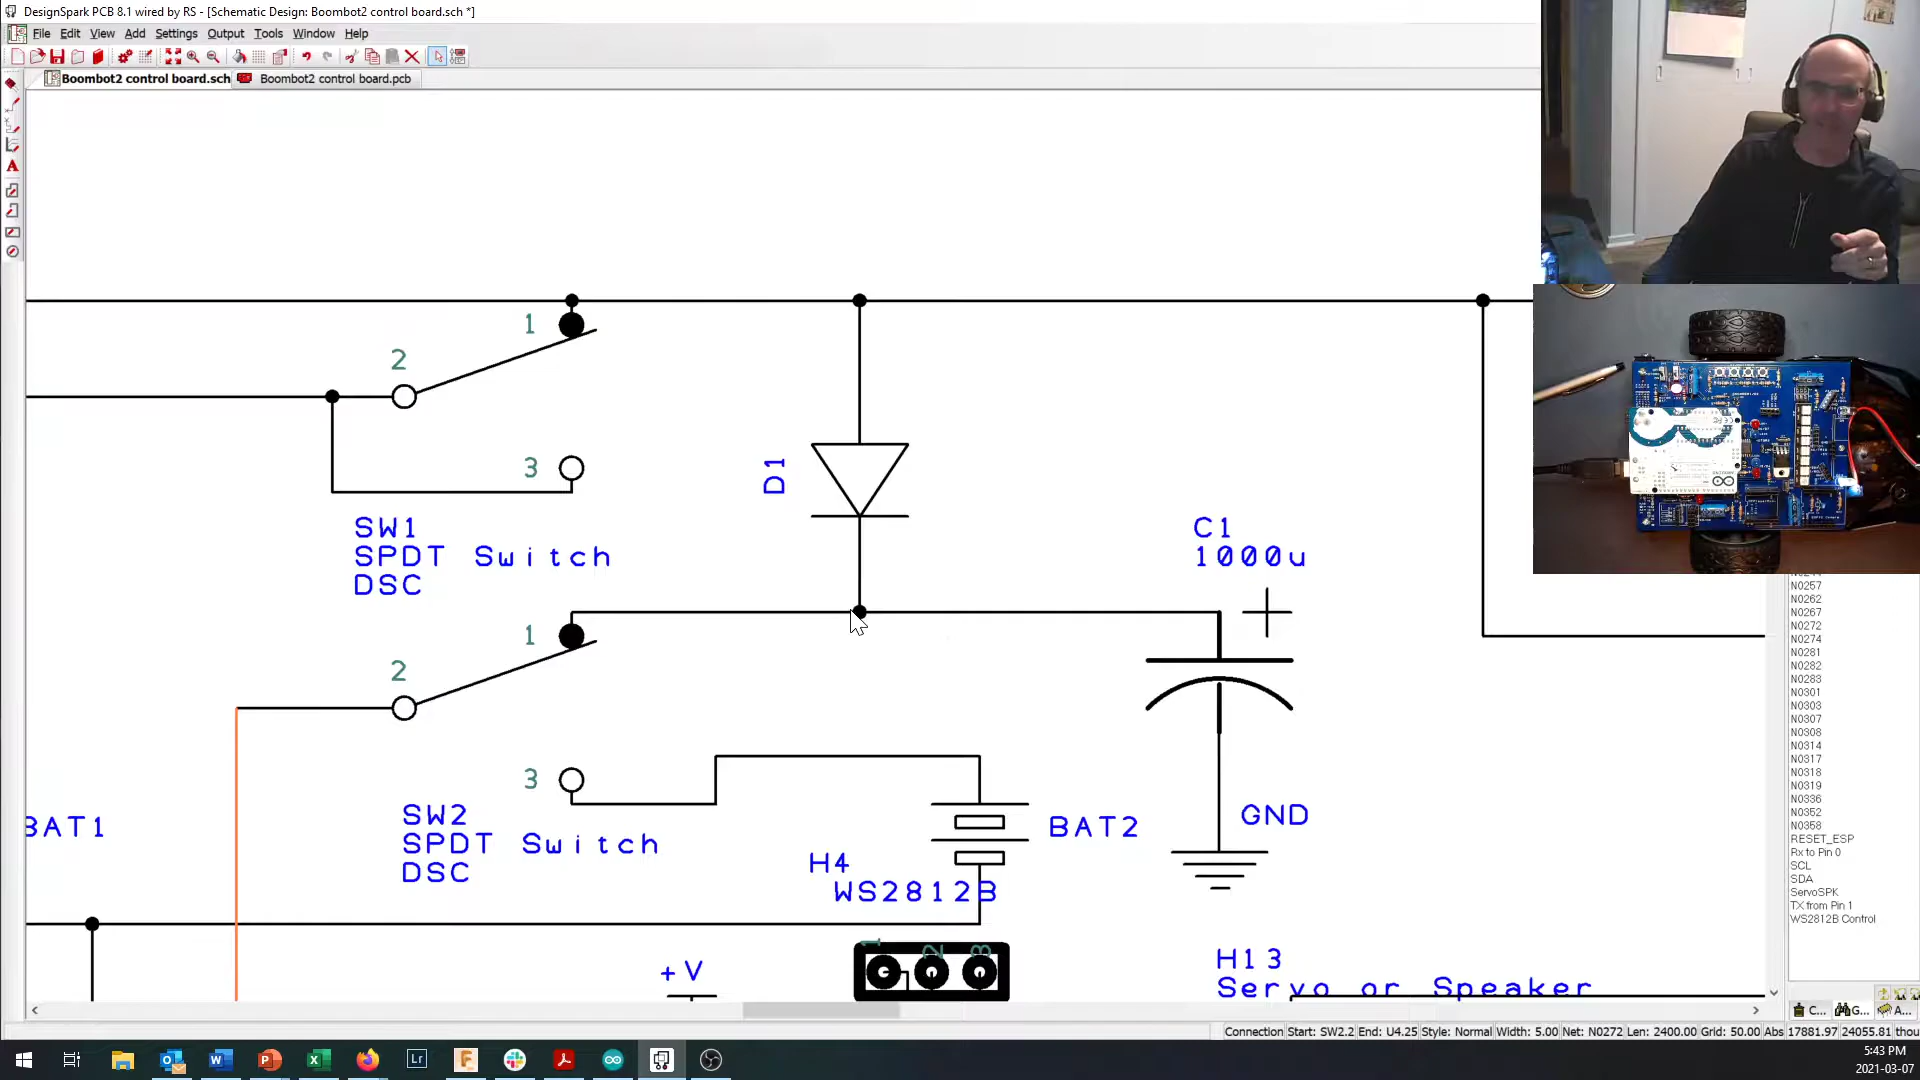 DesignSpark PCB 8.1 wired by RS - [Schematic Design: Boombot2 control board.sch *]
File Edit View Add Settings Output Tools Window Help
Boombot2 control board.sch Boombot2 control board.pcb
1
2
3
SW1
SPDT Switch
DSC
D1
C1
1000u
1
2
3
SW2
SPDT Switch
DSC
BAT1
BAT2
GND
H4
WS2812B
1 2 3
+V
H13
Servo or Speaker
N0257
N0262
N0267
N0272
N0274
N0281
N0282
N0283
N0301
N0303
N0307
N0308
N0314
N0317
N0318
N0319
N0336
N0352
N0358
RESET_ESP
Rx to Pin 0
SCL
SDA
ServoSPK
TX from Pin 1
WS2812B Control
C... G... A...
Connection Start: SW2.2 End: U4.25 Style: Normal Width: 5.00 Net: N0272 Len: 2400.00 Grid: 50.00 Abs 17881.97 24055.81 thou
5:43 PM
2021-03-07